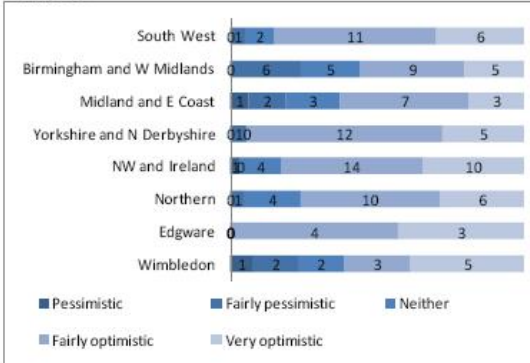 South West 0 1 2 11 6
Birmingham and W Midlands 0 6 5 9 5
Midland and E Coast 1 2 3 7 3
Yorkshire and N Derbyshire 0 1 0 12 5
NW and Ireland 1 0 4 14 10
Northern 0 1 4 10 6
Edgware 0 4 3
Wimbledon 1 2 2 3 5
Pessimistic Fairly pessimistic Neither
Fairly optimistic Very optimistic